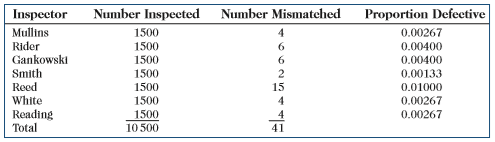 Inspector Number Inspected Number Mismatched Proportion Defective
Mullins 1500 4 0.00267
Rider 1500 6 0.00400
Gankowski 1500 6 0.00400
Smith 1500 2 0.00133
Reed 1500 15 0.01000
White 1500 4 0.00267
Reading 1500 4 0.00267
Total 10 500 41